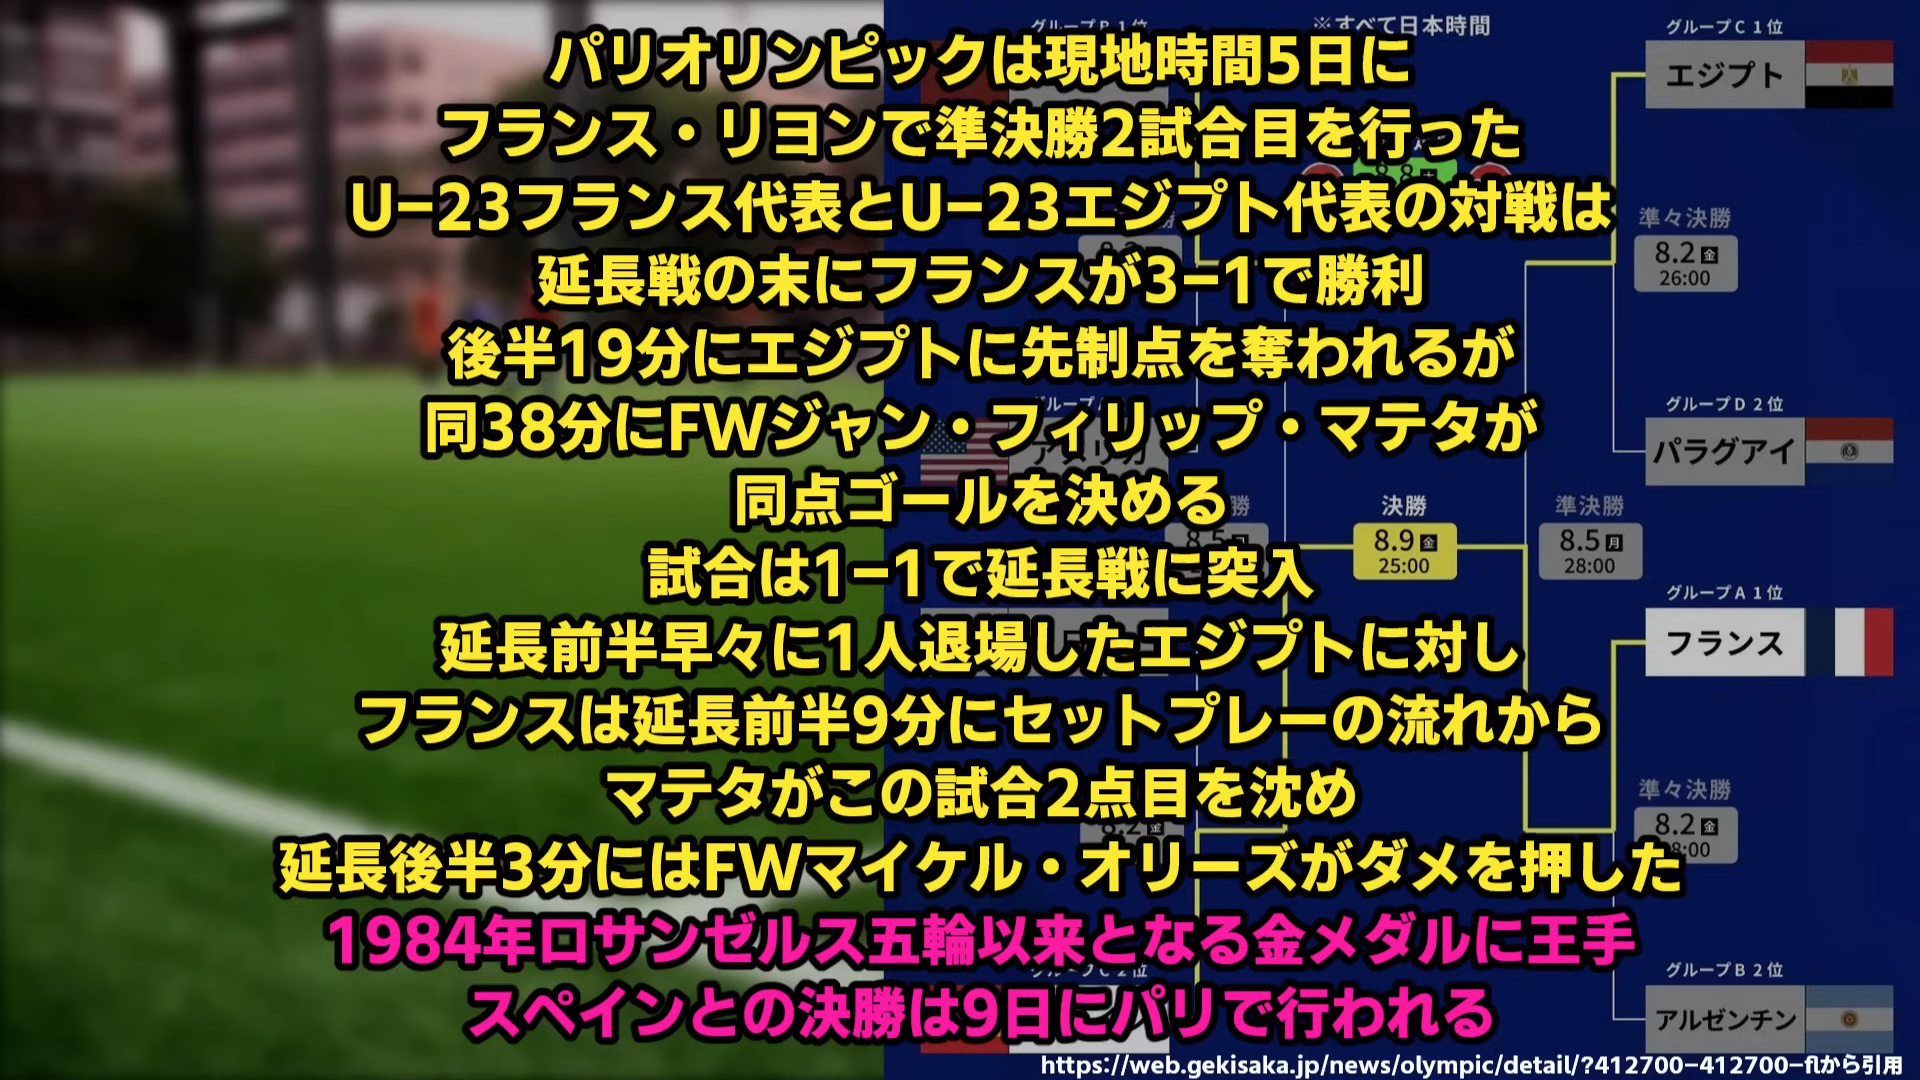 パリオリンピックは現地時間5日に
フランス・リヨンで準決勝2試合目を行った
U−23フランス代表とU−23エジプト代表の対戦は
延長戦の末にフランスが3−1で勝利
後半19分にエジプトに先制点を奪われるが
同38分にFWジャン・フィリップ・マテタが
同点ゴールを決める
試合は1−1で延長戦に突入
延長前半早々に1人退場したエジプトに対し
フランスは延長前半9分にセットプレーの流れから
マテタがこの試合2点目を沈め
延長後半3分にはFWマイケル・オリーズがダメを押した
1984年ロサンゼルス五輪以来となる金メダルに王手
スペインとの決勝は9日にパリで行われる
https://web.gekisaka.jp/news/olympic/detail/?412700−412700−flから引用
※すべて日本時間
グループC 1位
エジプト
準々決勝
8.2 金
26:00
グループD 2位
パラグアイ
決勝
8.9 金
25:00
準決勝
8.5 月
28:00
グループA 1位
フランス
準々決勝
8.2 金
グループB 2位
アルゼンチン